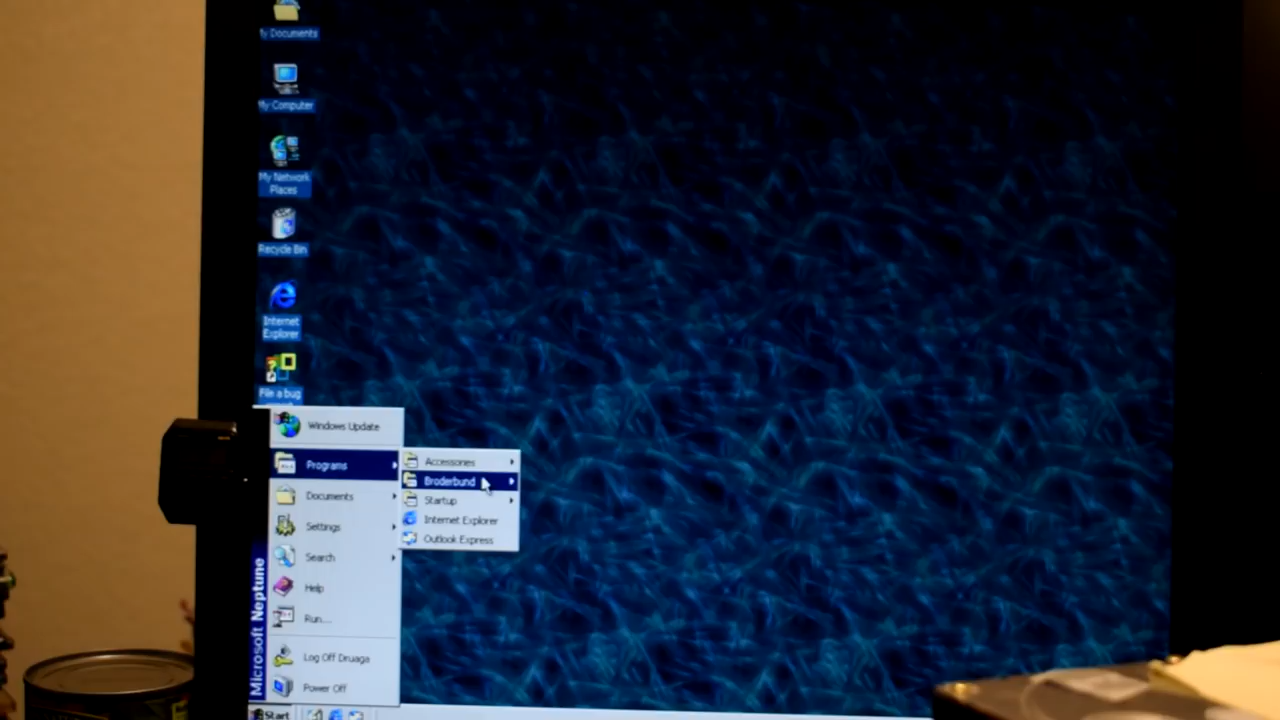 My Documents
My Computer
My Network
Places
Recycle Bin
Internet
Explorer
File a bug
Windows Update
Programs
Documents
Settings
Search
Help
Run...
Log Off Druaga
Power Off
Microsoft Neptune
Accessories
Broderbund
Startup
Internet Explorer
Outlook Express
Start